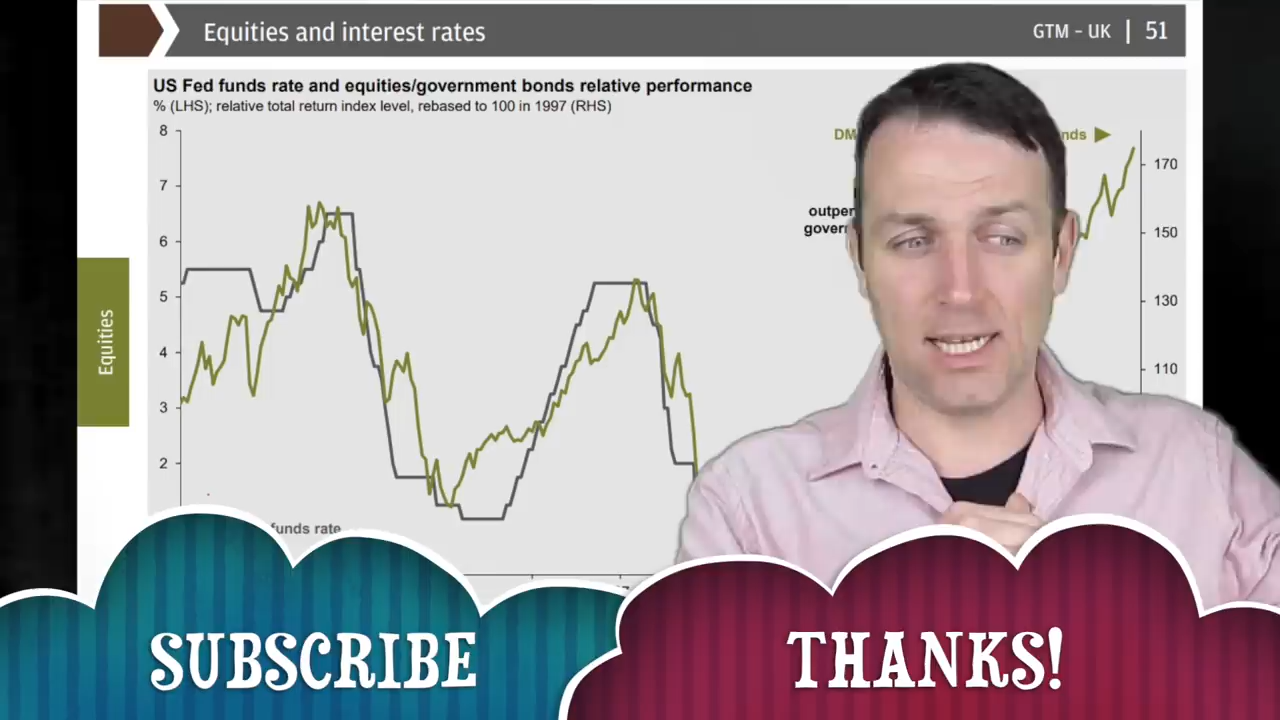 Equities and interest rates
GTM – UK | 51
US Fed funds rate and equities/government bonds relative performance
% (LHS); relative total return index level, rebased to 100 in 1997 (RHS)
8
7
6
5
4
3
2
170
150
130
110
Equities
funds rate
SUBSCRIBE
THANKS!